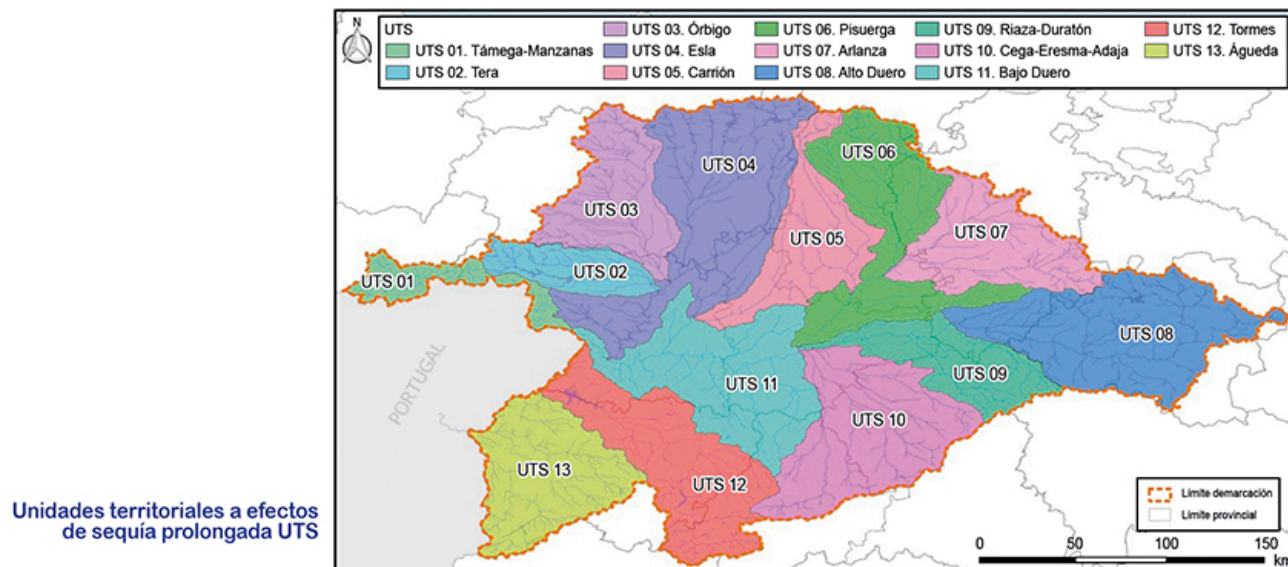 N
UTS
UTS 01. Támega-Manzanas
UTS 02. Tera
UTS 03. Órbigo
UTS 04. Esla
UTS 05. Carrión
UTS 06. Pisuerga
UTS 07. Arlanza
UTS 08. Alto Duero
UTS 09. Riaza-Duratón
UTS 10. Cega-Eresma-Adaja
UTS 11. Bajo Duero
UTS 12. Tormes
UTS 13. Águeda
UTS 04
UTS 06
UTS 03
UTS 05
UTS 07
UTS 02
UTS 01
UTS 08
UTS 09
UTS 11
UTS 10
UTS 13
UTS 12
PORTUGAL
Límite demarcación
Límite provincial
0 50 100 150
km
Unidades territoriales a efectos
de sequía prolongada UTS